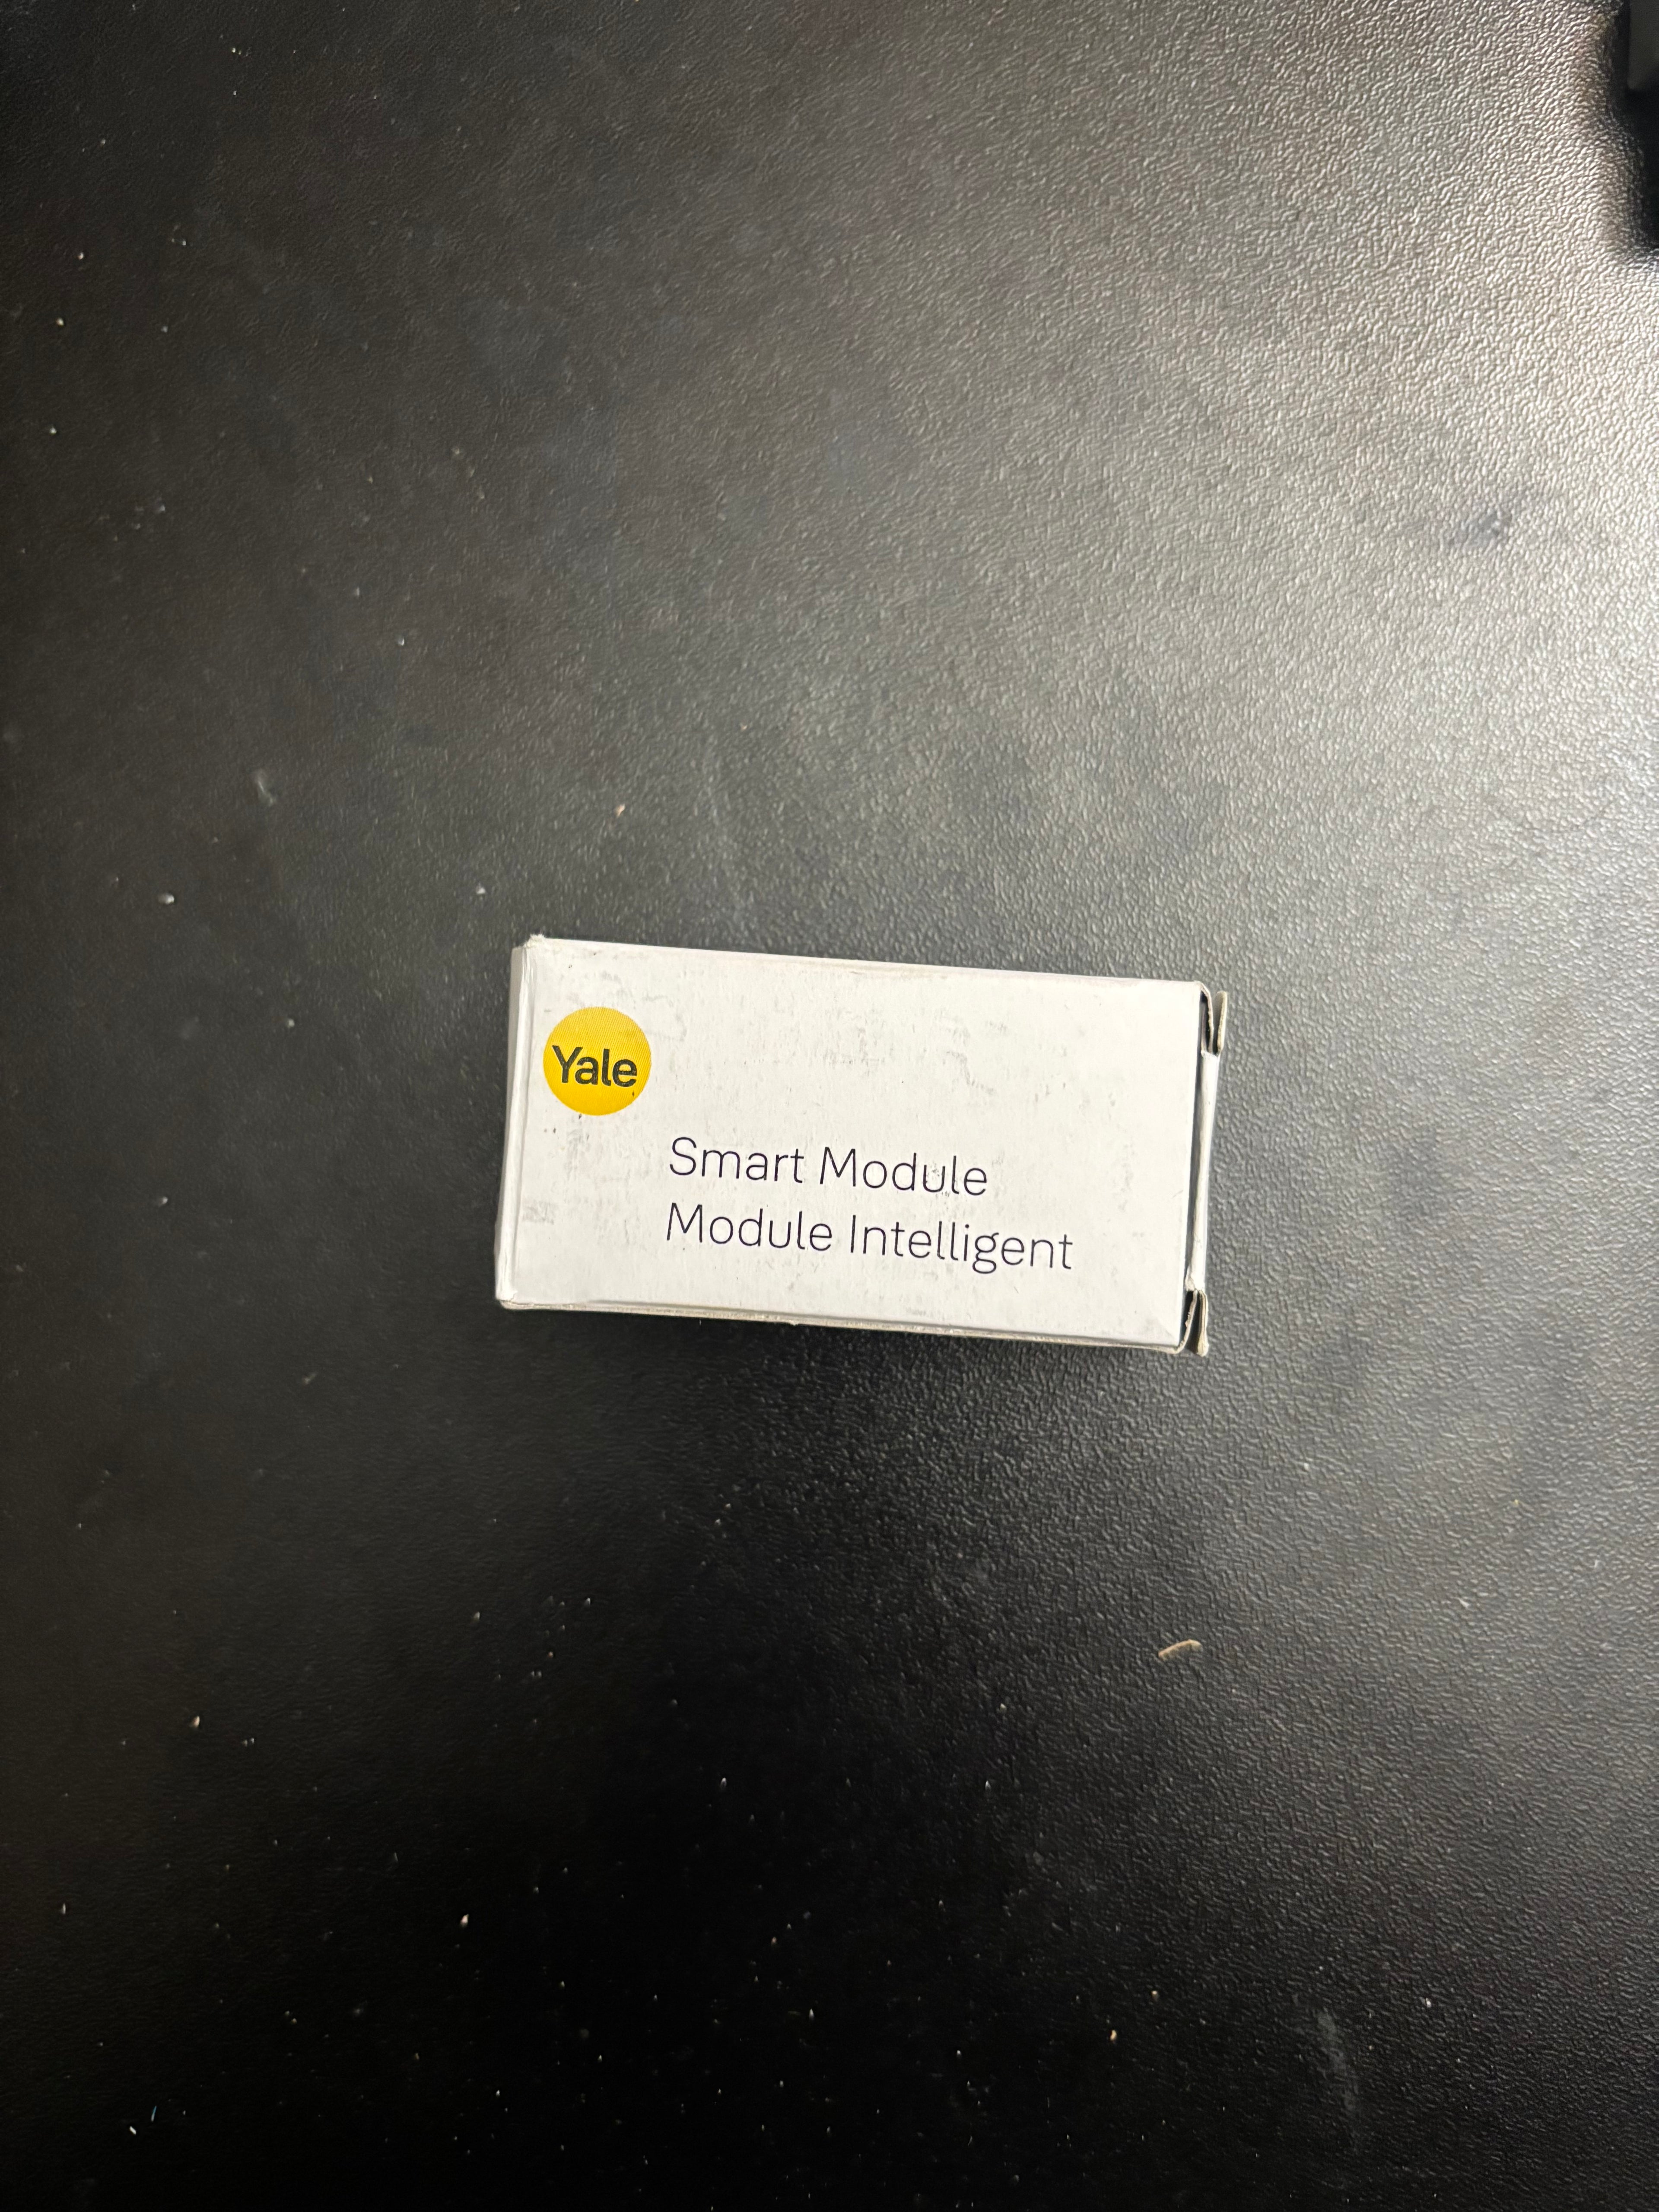 Yale
Smart Module
Module Intelligent